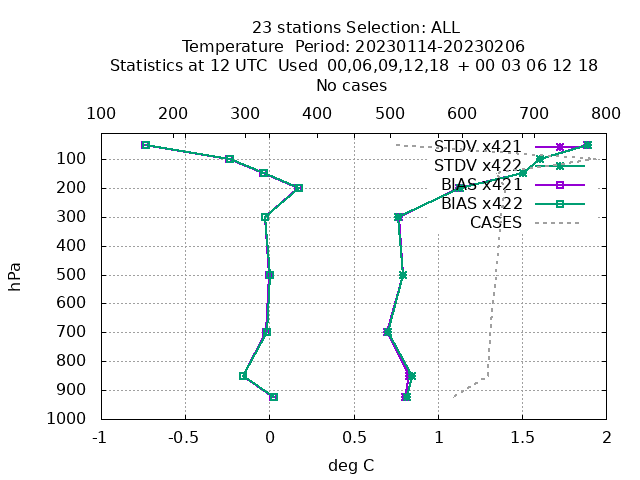 23 stations Selection: ALL
Temperature  Period: 20230114-20230206
Statistics at 12 UTC  Used  00,06,09,12,18  + 00 03 06 12 18
No cases
100 200 300 400 500 600 700 800
STDV x421
STDV x422
BIAS x421
BIAS x422
CASES
hPa
100
200
300
400
500
600
700
800
900
1000
-1 -0.5 0 0.5 1 1.5 2
deg C